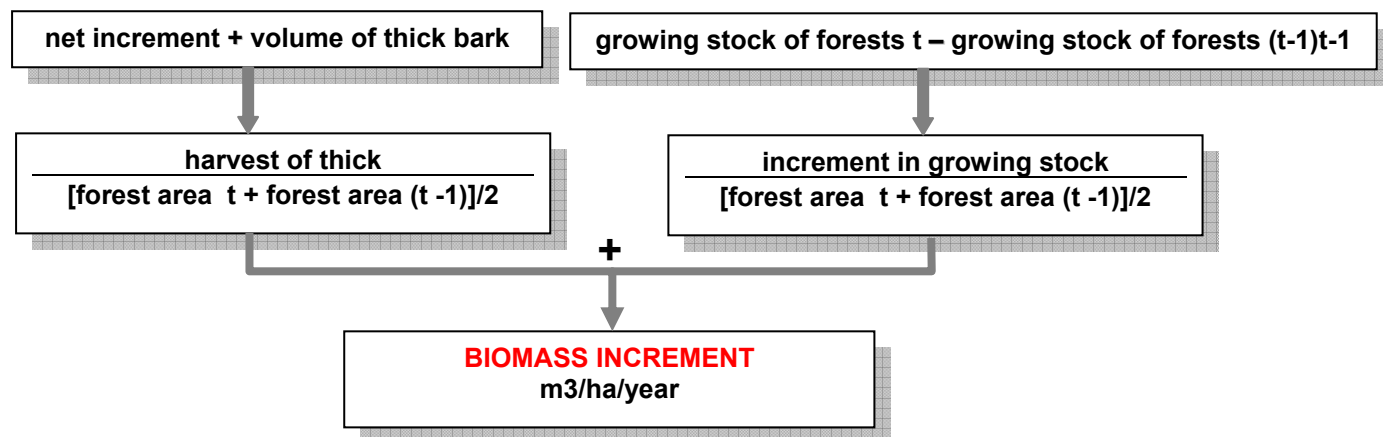 net increment + volume of thick bark
growing stock of forests t – growing stock of forests (t-1)t-1
harvest of thick
[forest area t + forest area (t -1)]/2
increment in growing stock
[forest area t + forest area (t -1)]/2
+
BIOMASS INCREMENT
m3/ha/year